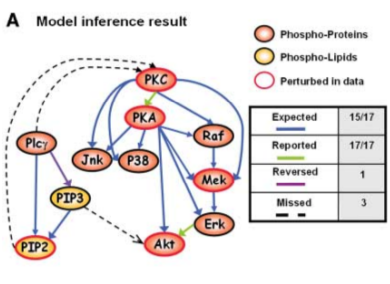 A Model inference result
Phospho-Proteins
Phospho-Lipids
Perturbed in data
PKC
PKA
Plcγ
Raf
Jnk
P38
Mek
PIP3
Erk
PIP2
Akt
Expected 15/17
Reported 17/17
Reversed 1
Missed 3